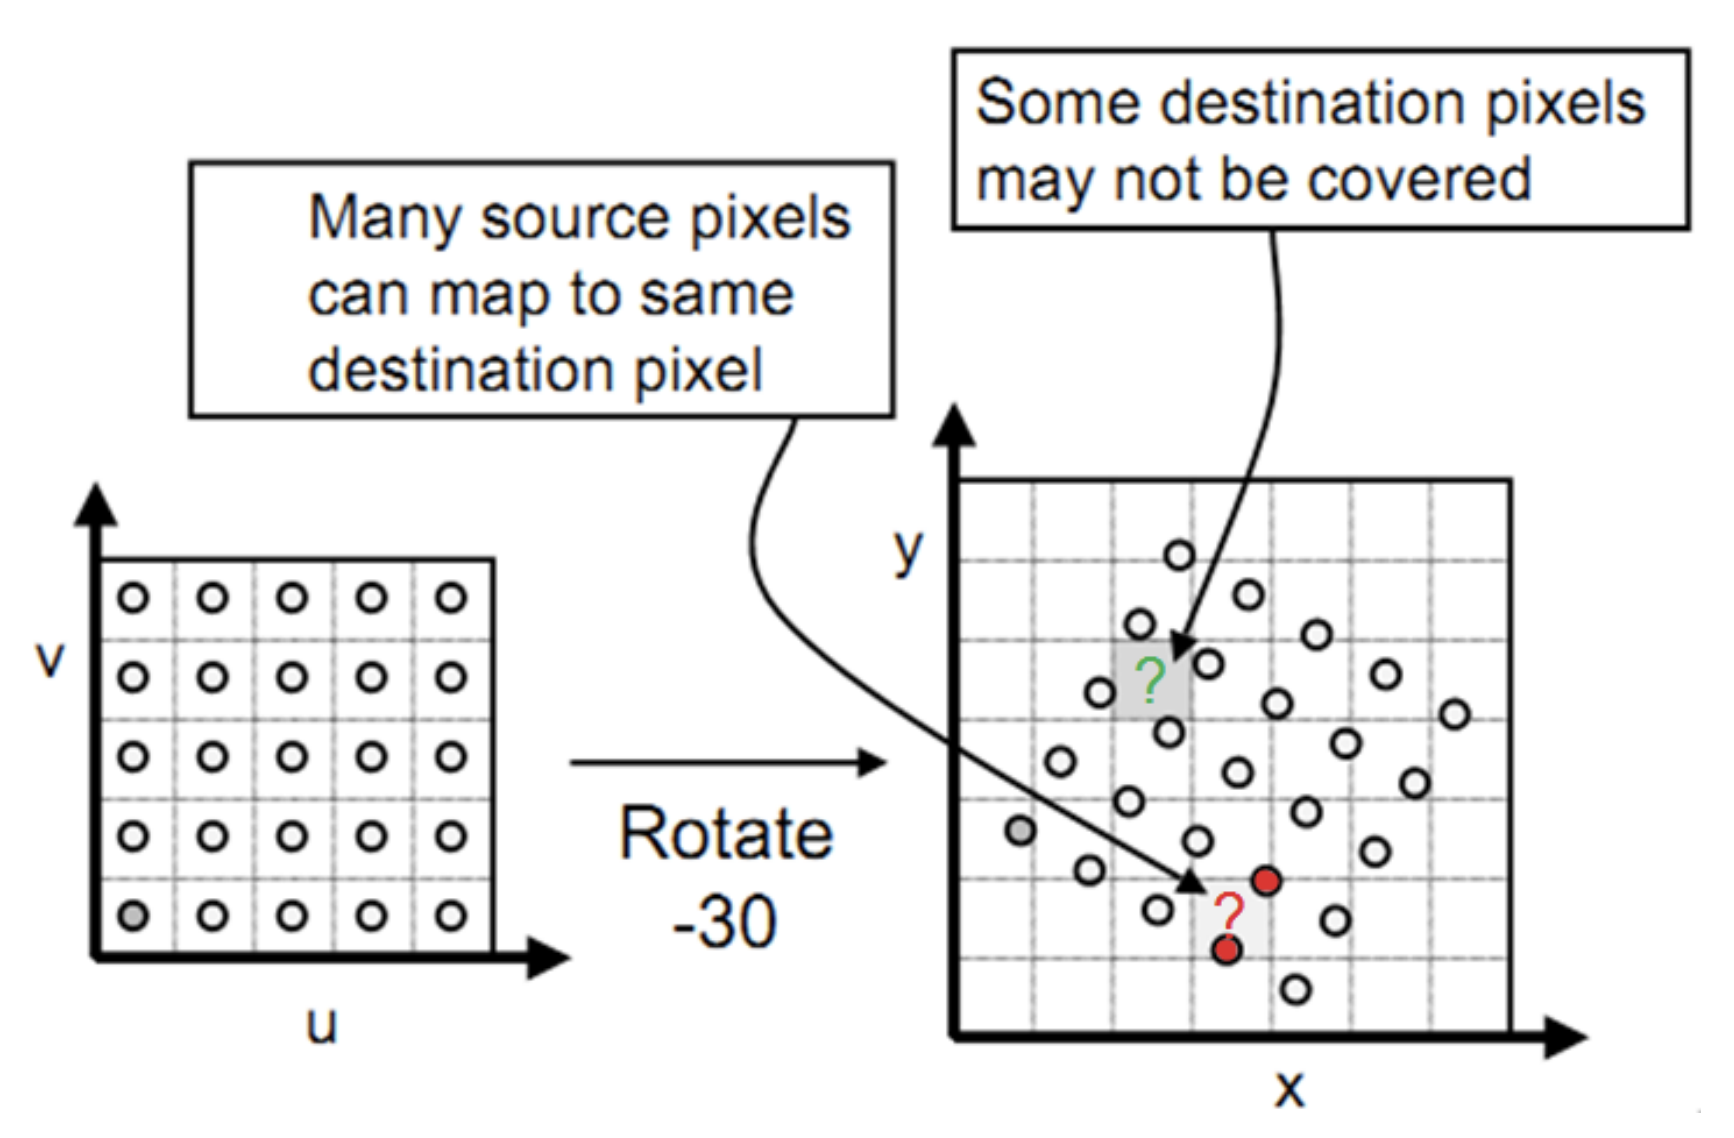 Some destination pixels
may not be covered
Many source pixels
can map to same
destination pixel
v
u
Rotate
-30
y
?
?
x